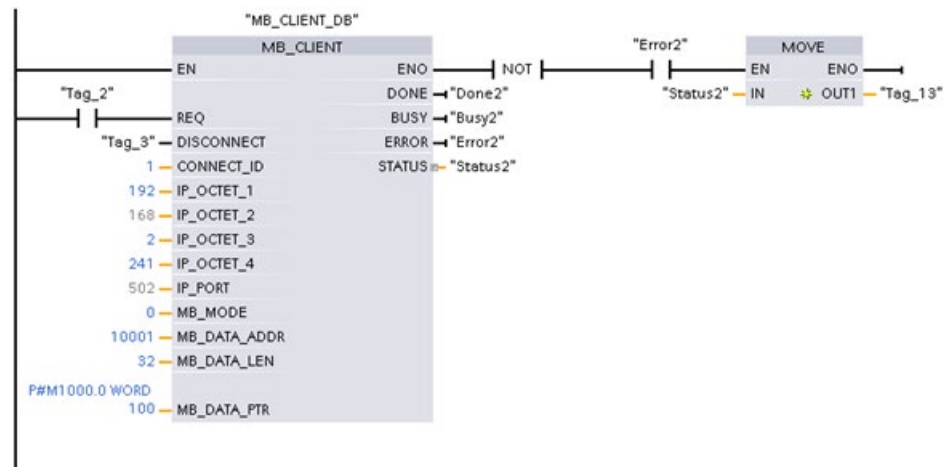 "MB_CLIENT_DB"
MB_CLIENT
EN ENO NOT "Error2" MOVE EN ENO
"Tag_2" DONE "Done2" "Status2" IN OUT1 "Tag_13"
REQ BUSY "Busy2"
"Tag_3" DISCONNECT ERROR "Error2"
1 CONNECT_ID STATUS "Status2"
192 IP_OCTET_1
168 IP_OCTET_2
2 IP_OCTET_3
241 IP_OCTET_4
502 IP_PORT
0 MB_MODE
10001 MB_DATA_ADDR
32 MB_DATA_LEN
P#M1000.0 WORD
100 MB_DATA_PTR